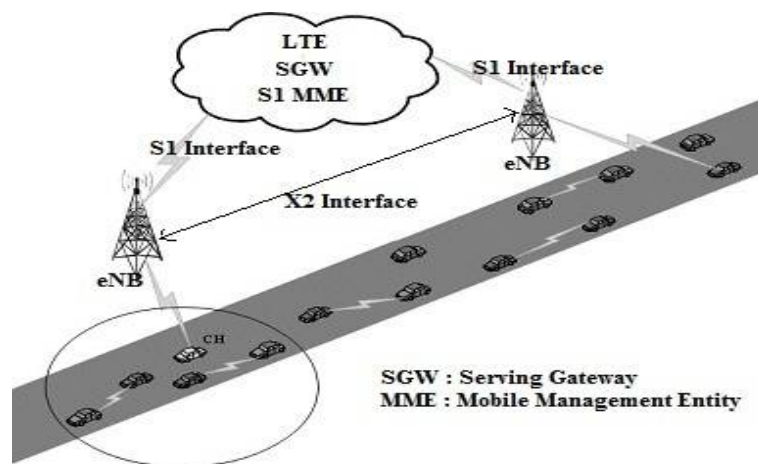 LTE
SGW
S1 MME
S1 Interface
S1 Interface
eNB
X2 Interface
eNB
CH
SGW : Serving Gateway
MME : Mobile Management Entity